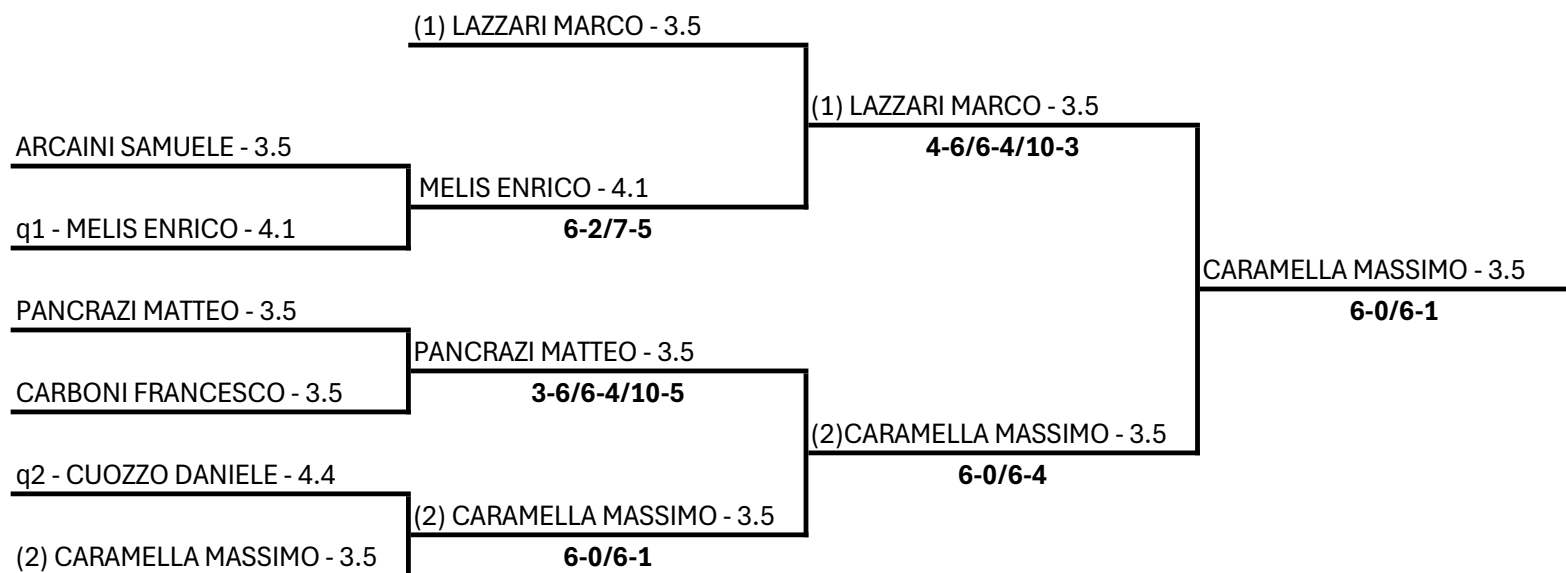 (1) LAZZARI MARCO - 3.5
(1) LAZZARI MARCO - 3.5
ARCAINI SAMUELE - 3.5
4-6/6-4/10-3
MELIS ENRICO - 4.1
q1 - MELIS ENRICO - 4.1
6-2/7-5
CARAMELLA MASSIMO - 3.5
PANCRAZI MATTEO - 3.5
6-0/6-1
PANCRAZI MATTEO - 3.5
CARBONI FRANCESCO - 3.5
3-6/6-4/10-5
(2)CARAMELLA MASSIMO - 3.5
q2 - CUOZZO DANIELE - 4.4
6-0/6-4
(2) CARAMELLA MASSIMO - 3.5
(2) CARAMELLA MASSIMO - 3.5
6-0/6-1